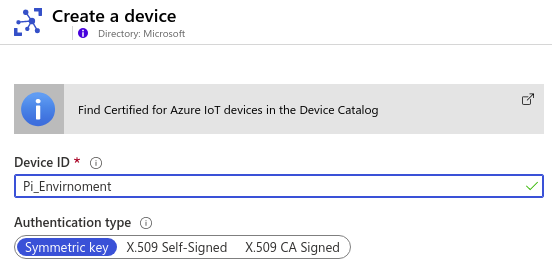 Create a device
Directory: Microsoft
Find Certified for Azure IoT devices in the Device Catalog
Device ID *
Pi_Envirnoment
Authentication type
Symmetric key X.509 Self-Signed X.509 CA Signed